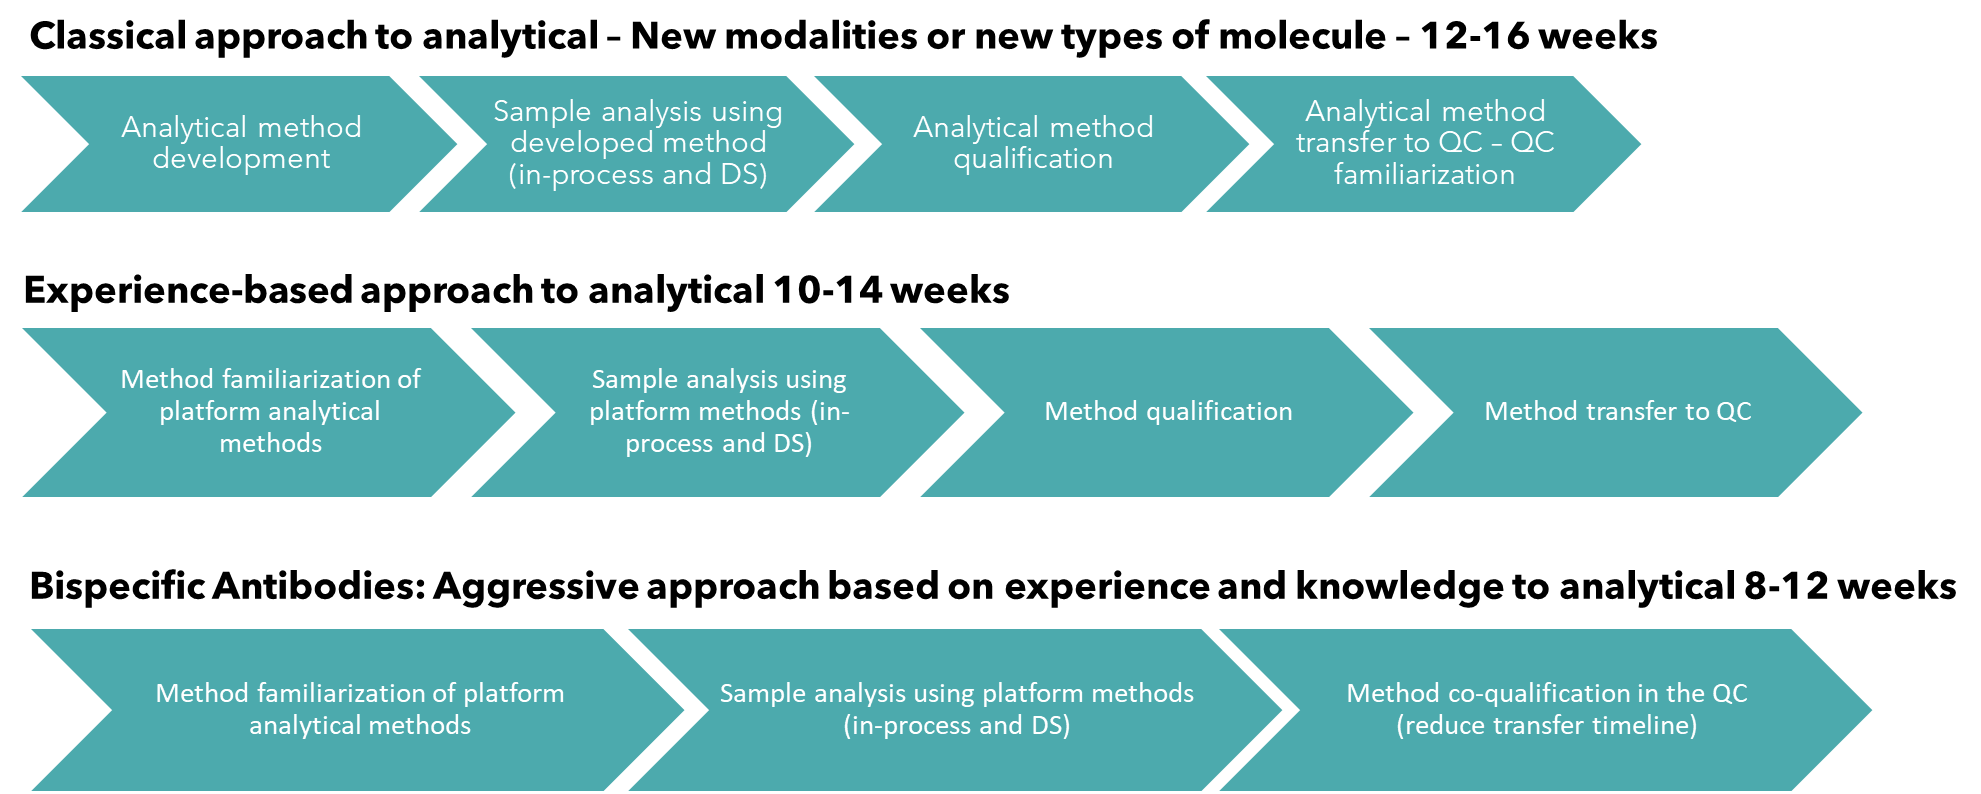 Classical approach to analytical – New modalities or new types of molecule – 12-16 weeks
Analytical method
development
Sample analysis using
developed method
(in-process and DS)
Analytical method
qualification
Analytical method
transfer to QC – QC
familiarization
Experience-based approach to analytical 10-14 weeks
Method familiarization of
platform analytical
methods
Sample analysis using
platform methods (in-
process and DS)
Method qualification
Method transfer to QC
Bispecific Antibodies: Aggressive approach based on experience and knowledge to analytical 8-12 weeks
Method familiarization of platform
analytical methods
Sample analysis using platform methods
(in-process and DS)
Method co-qualification in the QC
(reduce transfer timeline)